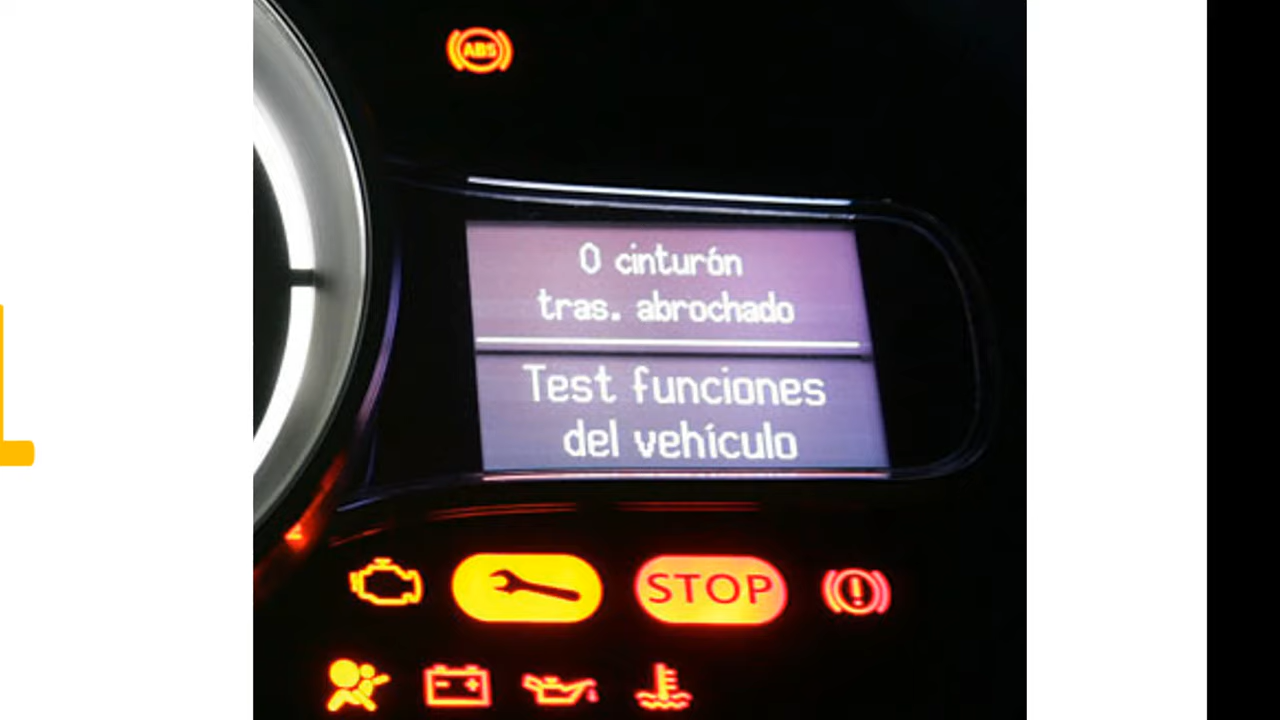 ABS
0 cinturón
tras. abrochado
Test funciones
del vehículo
STOP